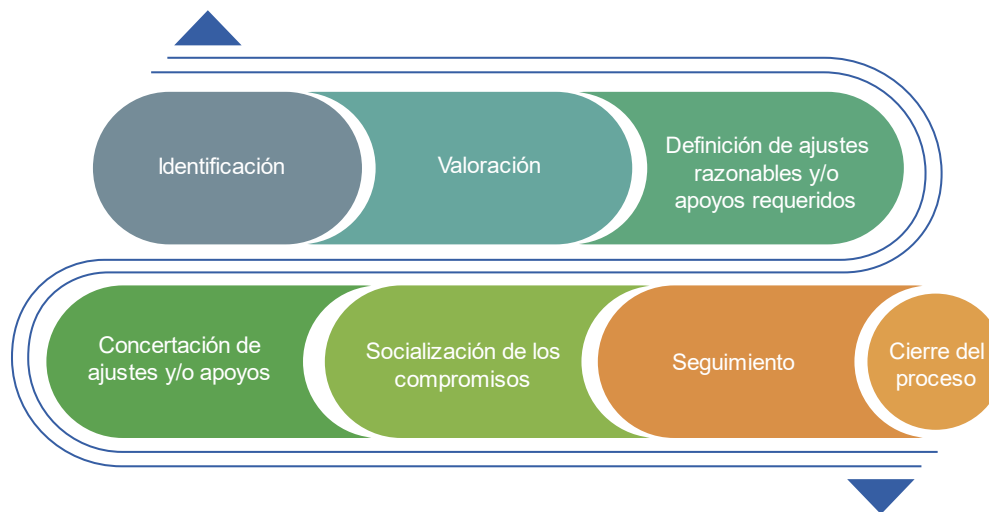 Identificación
Valoración
Definición de ajustes
razonables y/o
apoyos requeridos
Concertación de
ajustes y/o apoyos
Socialización de los
compromisos
Seguimiento
Cierre del
proceso